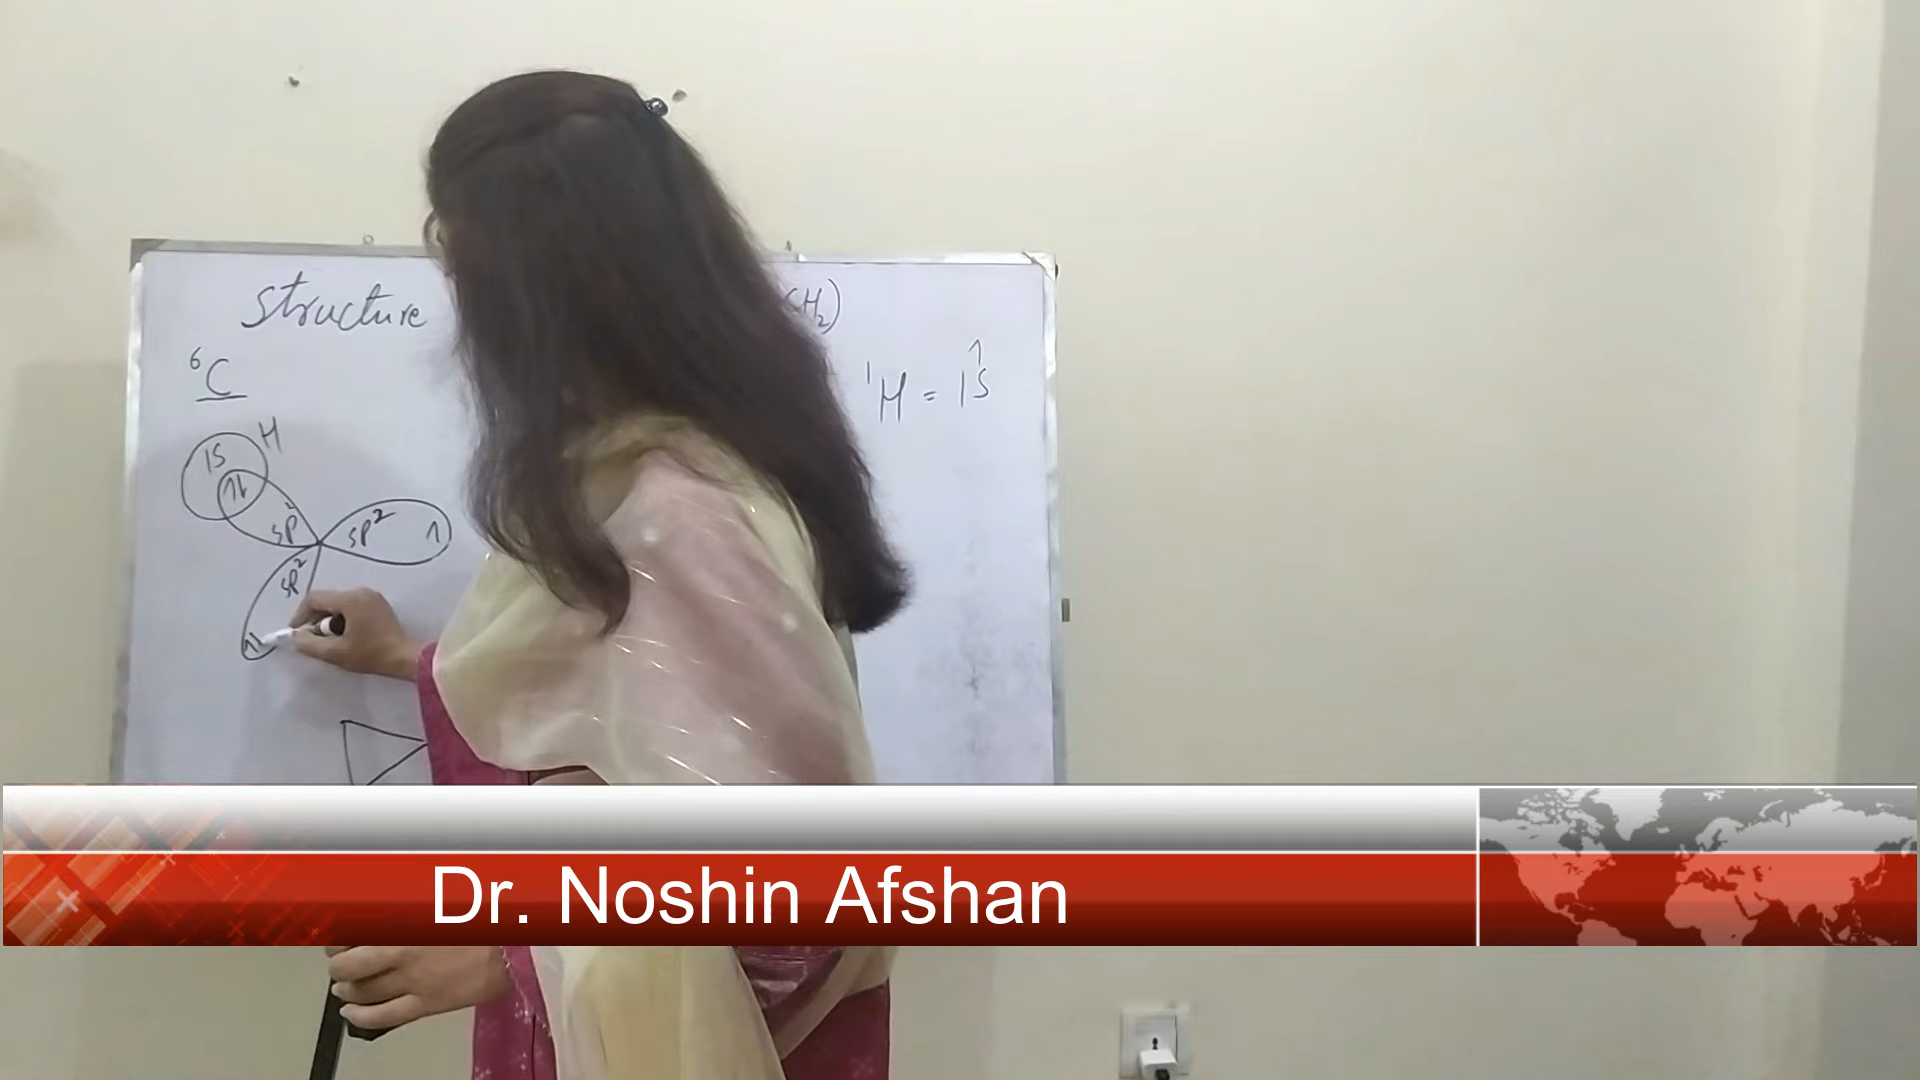 structure
CH₂)
⁶C
¹H = 1S
↿
H
1S
↿⇂
sp²
sp²
↿
sp²
↿⇂
Dr. Noshin Afshan